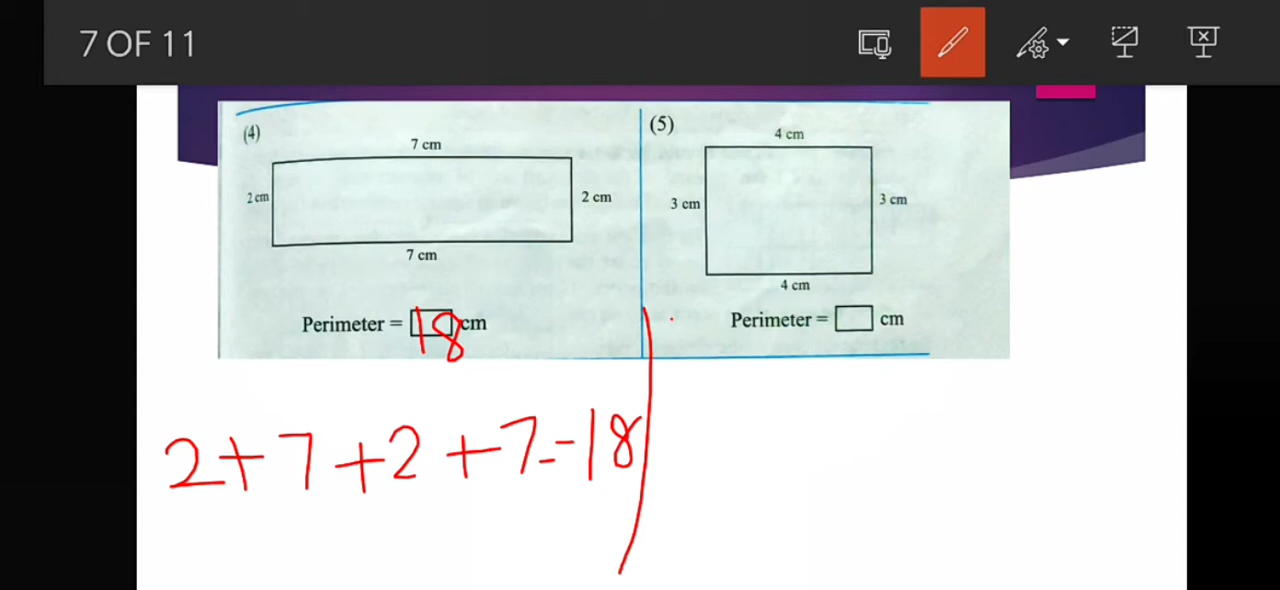 7 OF 11
(4)
7 cm
2 cm
2 cm
7 cm
Perimeter = 18 cm
2+7+2+7=18
(5)
4 cm
3 cm
3 cm
4 cm
Perimeter = cm